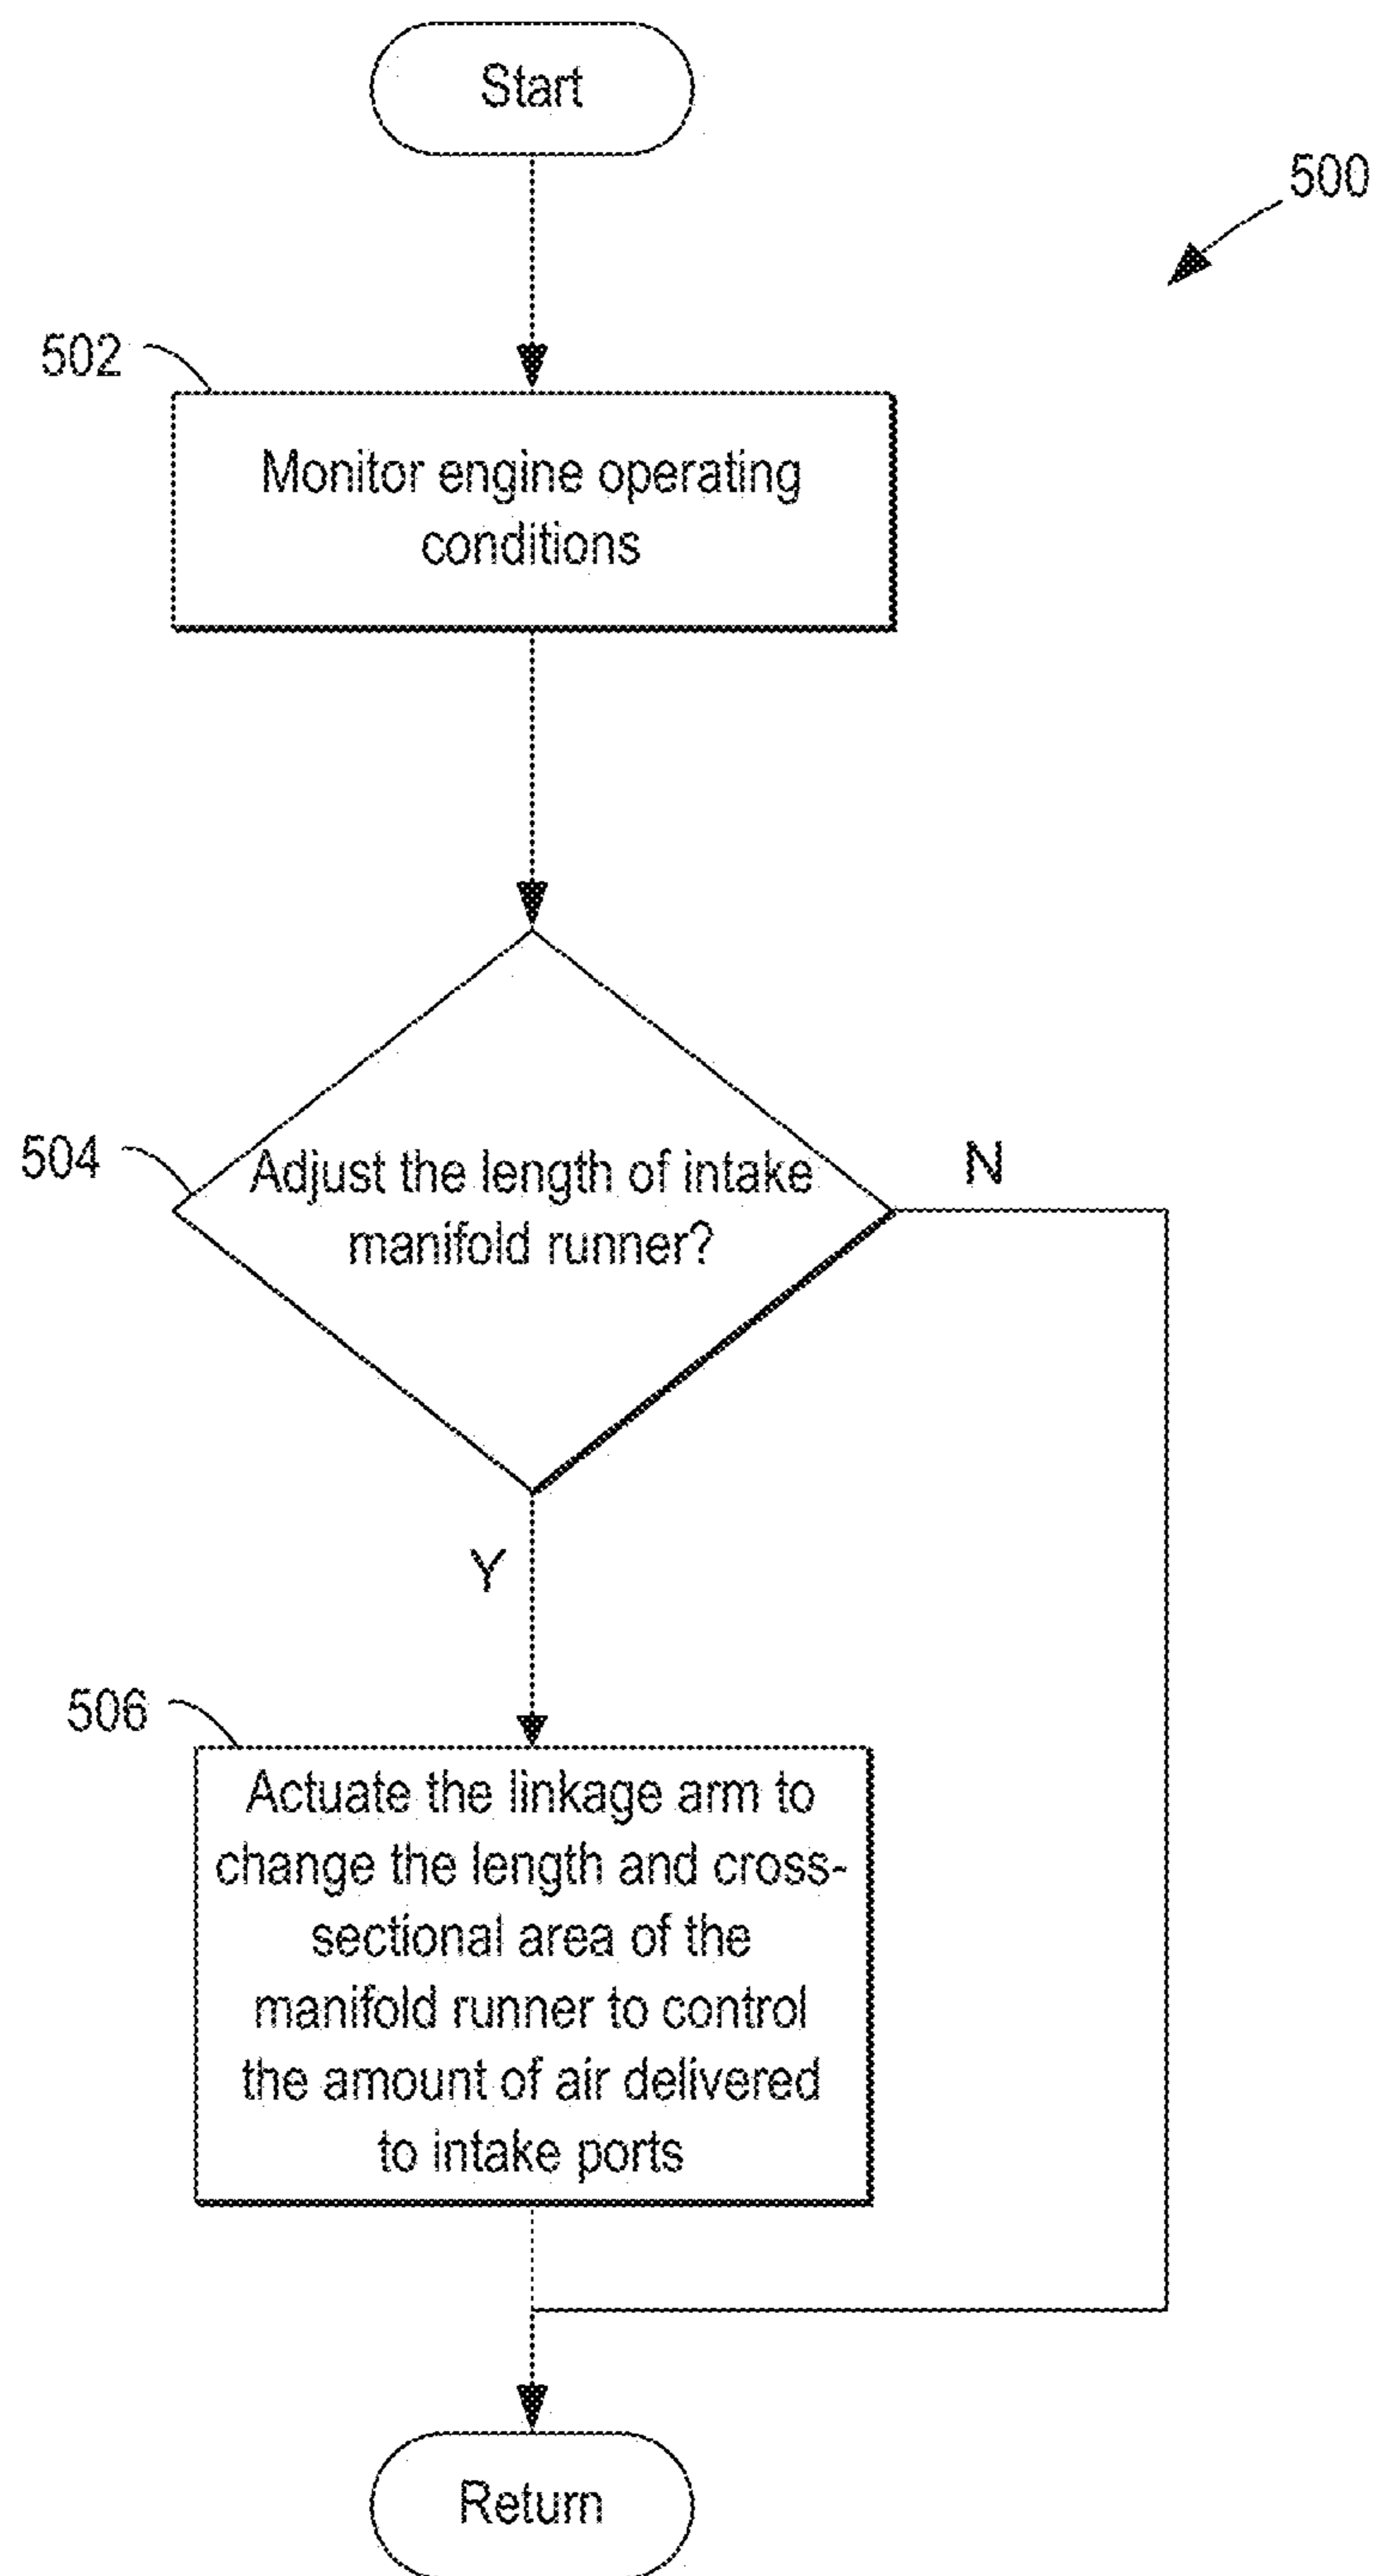 Start
500
502
Monitor engine operating
conditions
504
Adjust the length of intake
manifold runner?
N
Y
506
Actuate the linkage arm to
change the length and cross-
sectional area of the
manifold runner to control
the amount of air delivered
to intake ports
Return